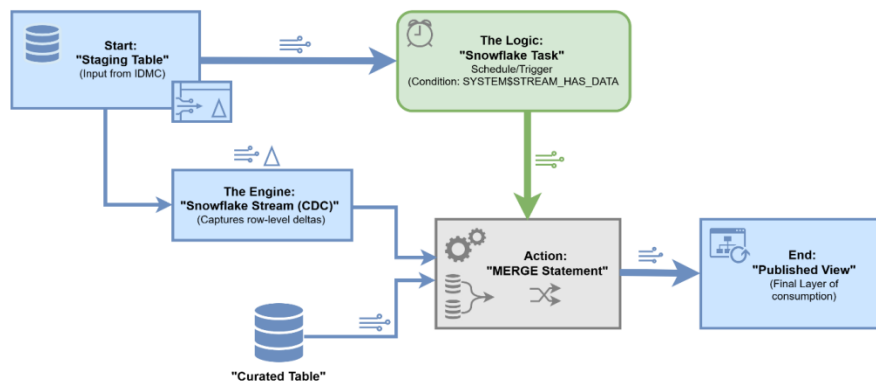 Start:
"Staging Table"
(Input from IDMC)
The Logic:
"Snowflake Task"
Schedule/Trigger
(Condition: SYSTEM$STREAM_HAS_DATA
The Engine:
"Snowflake Stream (CDC)"
(Captures row-level deltas)
Action:
"MERGE Statement"
End:
"Published View"
(Final Layer of
consumption)
"Curated Table"